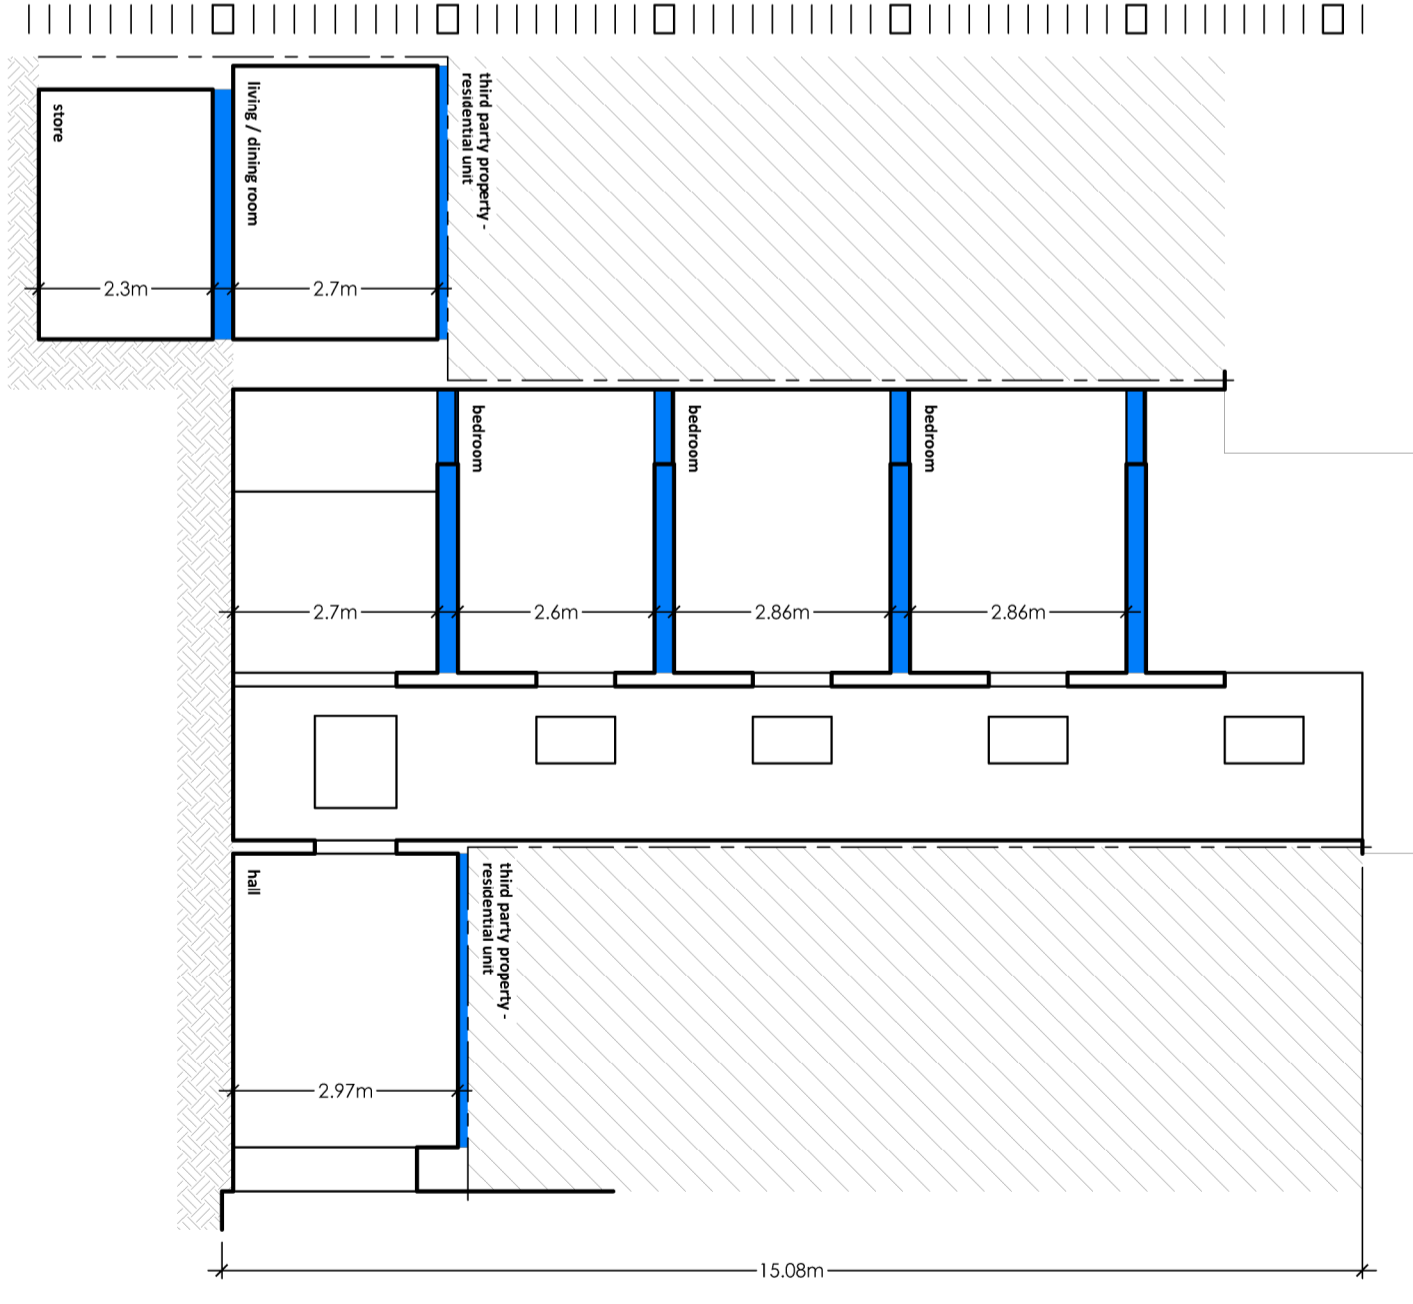 store
living / dining room
third party property -
residential unit
2.3m
2.7m
bedroom
bedroom
bedroom
2.7m
2.6m
2.86m
2.86m
hall
third party property -
residential unit
2.97m
15.08m